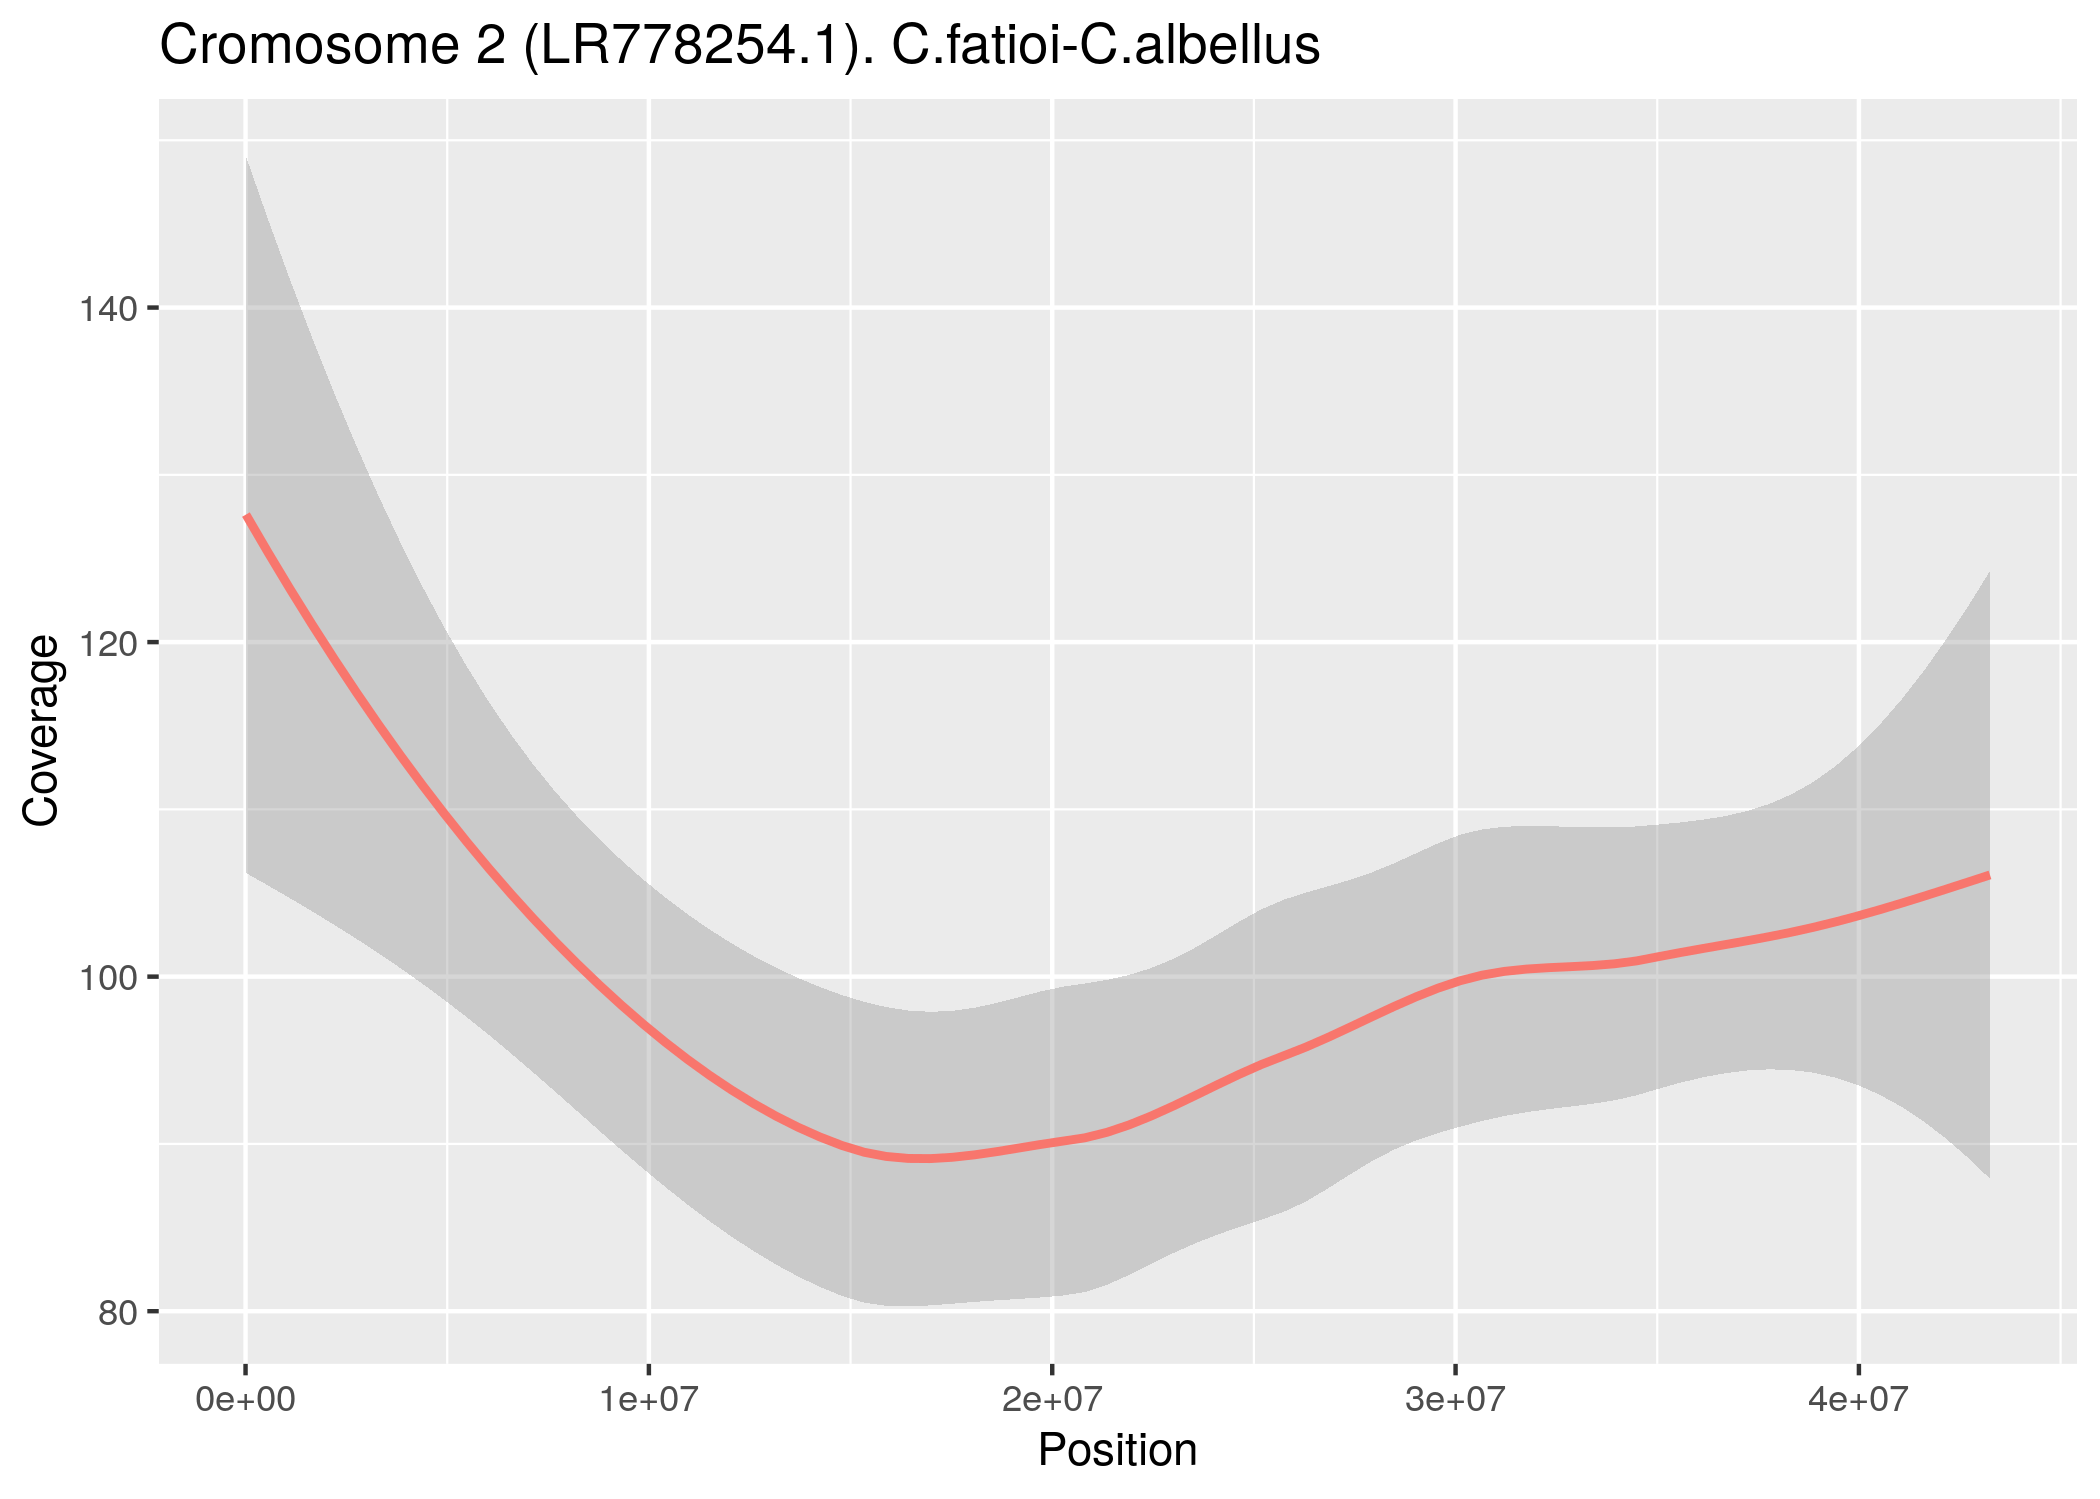 Cromosome 2 (LR778254.1). C.fatioi-C.albellus
140
120
100
80
Coverage
0e+00 1e+07 2e+07 3e+07 4e+07
Position